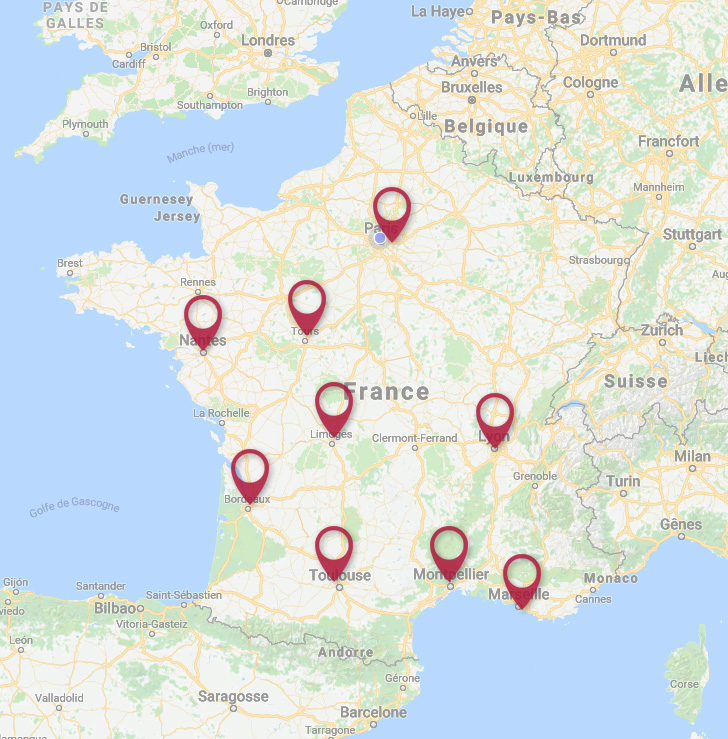 PAYS DE
GALLES
Oxford
Cambridge
La Haye
Pays-Bas
Londres
Bristol
Cardiff
Dortmund
Anvers
Bruxelles
Cologne
Alle
Brighton
Southampton
Plymouth
Lille
Belgique
Francfort
Manche (mer)
Luxembourg
Mannheim
Guernesey
Jersey
Paris
Stuttgart
Brest
Strasbourg
Aug
Rennes
Tours
Nantes
Zurich
Liech
France
Suisse
La Rochelle
Limoges
Clermont-Ferrand
Lyon
Milan
Grenoble
Turin
Bordeaux
Golfe de Gascogne
Gênes
Toulouse
Montpellier
Monaco
Gijón
Santander
Saint-Sébastien
Marseille
Cannes
viedo
Bilbao
Vitoria-Gasteiz
León
Andorre
Gérone
Corse
Valladolid
Saragosse
Barcelone
Tarragone